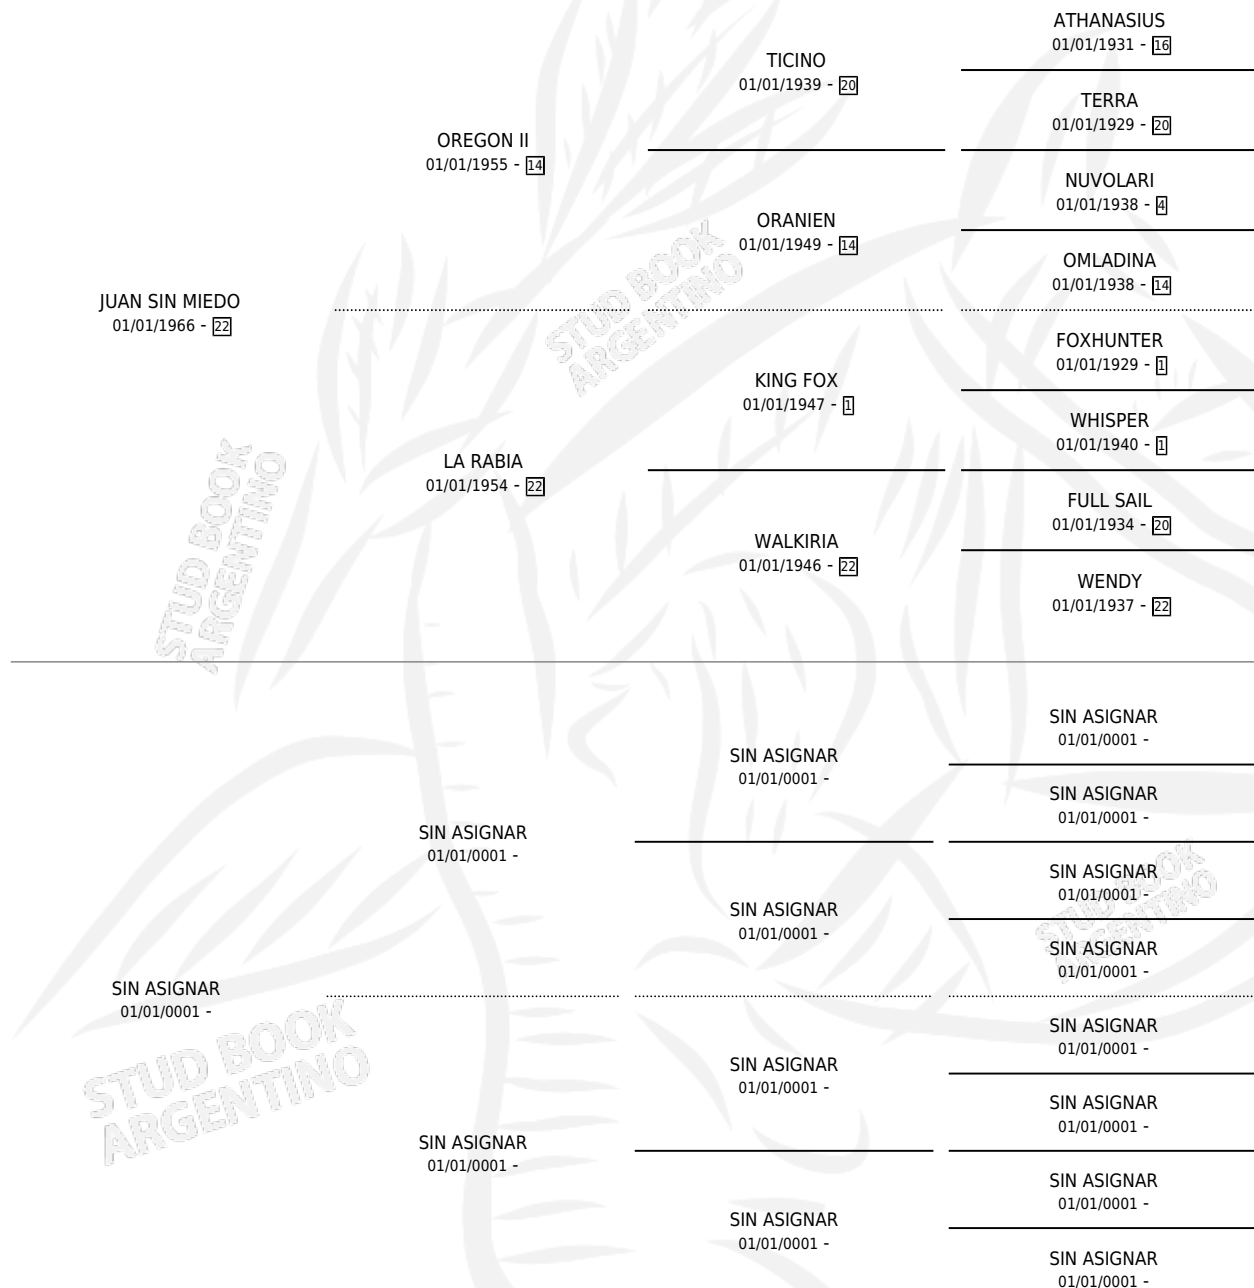 ATHANASIUS
01/01/1931 - 16
TICINO
01/01/1939 - 20
TERRA
01/01/1929 - 20
OREGON II
01/01/1955 - 14
NUVOLARI
01/01/1938 - 4
ORANIEN
01/01/1949 - 14
OMLADINA
01/01/1938 - 14
JUAN SIN MIEDO
01/01/1966 - 22
FOXHUNTER
01/01/1929 - 1
KING FOX
01/01/1947 - 1
WHISPER
01/01/1940 - 1
LA RABIA
01/01/1954 - 22
FULL SAIL
01/01/1934 - 20
WALKIRIA
01/01/1946 - 22
WENDY
01/01/1937 - 22
STUD BOOK
ARGENTINO
STUD BOOK
ARGENTINO
SIN ASIGNAR
01/01/0001 -
SIN ASIGNAR
01/01/0001 -
SIN ASIGNAR
01/01/0001 -
SIN ASIGNAR
01/01/0001 -
SIN ASIGNAR
01/01/0001 -
SIN ASIGNAR
01/01/0001 -
SIN ASIGNAR
01/01/0001 -
SIN ASIGNAR
01/01/0001 -
SIN ASIGNAR
01/01/0001 -
SIN ASIGNAR
01/01/0001 -
SIN ASIGNAR
01/01/0001 -
SIN ASIGNAR
01/01/0001 -
SIN ASIGNAR
01/01/0001 -
SIN ASIGNAR
01/01/0001 -
SIN ASIGNAR
01/01/0001 -
STUD BOOK
ARGENTINO
STUD BOOK
ARGENTINO